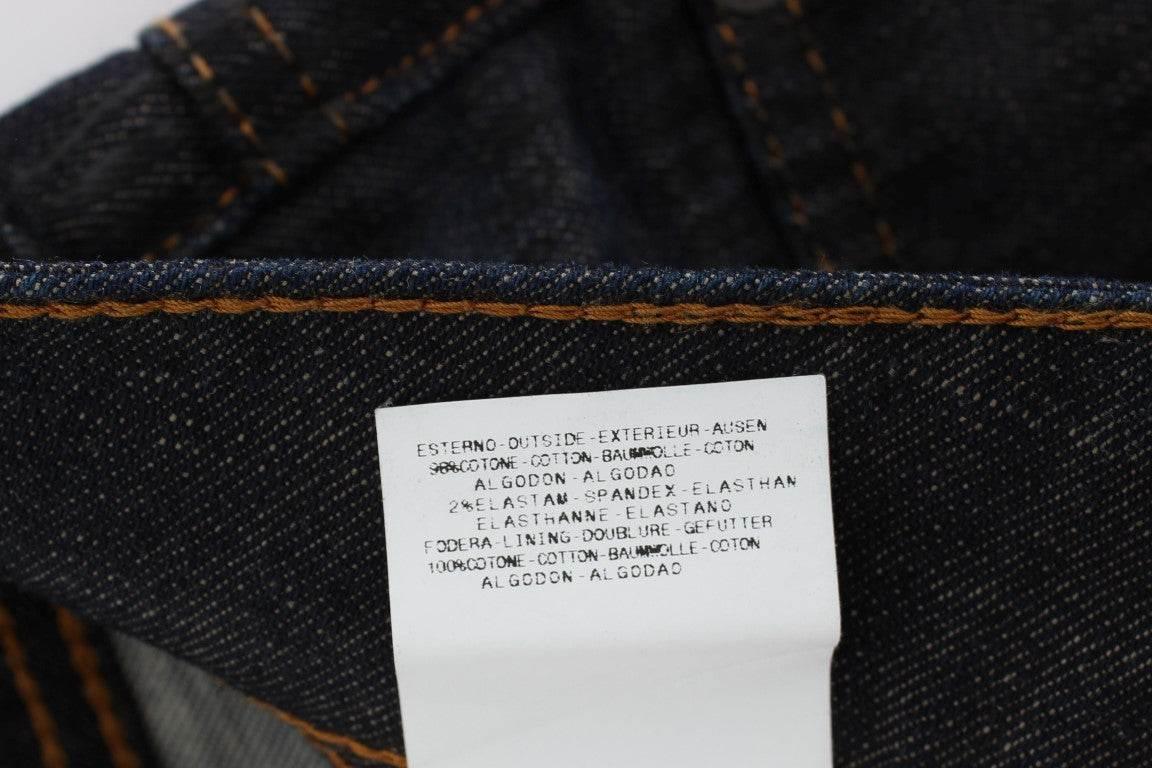 ESTERNO-OUTSIDE-EXTERIEUR-AUSEN
98%COTONE-COTTON-BAUMWOLLE-COTON
ALGODON-ALGODAO
2%ELASTAM-SPANDEX-ELASTHAN
ELASTHANNE-ELASTANO
FODERA-LINING-DOUBLURE-GEFUTTER
100%COTONE-COTTON-BAUMWOLLE-COTON
ALGODON-ALGODAO